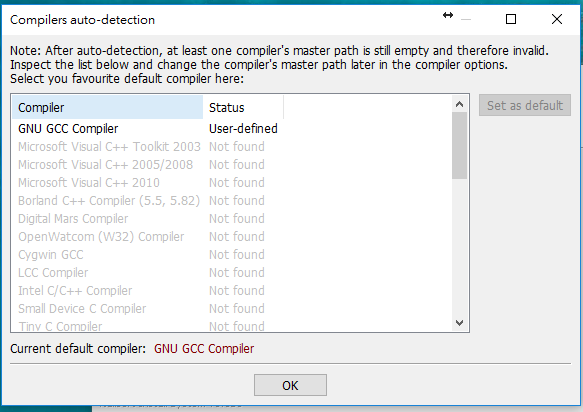 Compilers auto-detection
Note: After auto-detection, at least one compiler's master path is still empty and therefore invalid.
Inspect the list below and change the compiler's master path later in the compiler options.
Select you favourite default compiler here:
Compiler Status
Set as default
GNU GCC Compiler User-defined
Microsoft Visual C++ Toolkit 2003 Not found
Microsoft Visual C++ 2005/2008 Not found
Microsoft Visual C++ 2010 Not found
Borland C++ Compiler (5.5, 5.82) Not found
Digital Mars Compiler Not found
OpenWatcom (W32) Compiler Not found
Cygwin GCC Not found
LCC Compiler Not found
Intel C/C++ Compiler Not found
Small Device C Compiler Not found
Tiny C Compiler Not found
Current default compiler: GNU GCC Compiler
OK